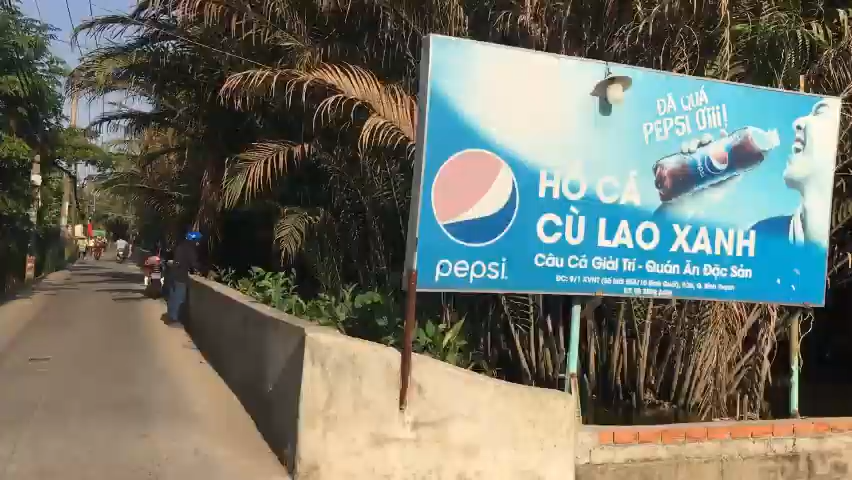 ĐÃ QUÁ
PEPSI ƠIII!
HỒ CÁ
CÙ LAO XANH
Câu Cá Giải Trí - Quán Ăn Đặc Sản
pepsi